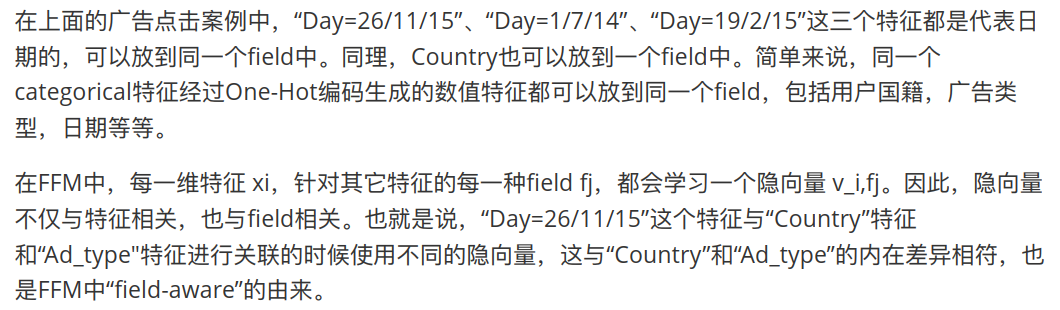 在上面的广告点击案例中，“Day=26/11/15”、“Day=1/7/14”、“Day=19/2/15”这三个特征都是代表日
期的，可以放到同一个field中。同理，Country也可以放到一个field中。简单来说，同一个
categorical特征经过One-Hot编码生成的数值特征都可以放到同一个field，包括用户国籍，广告类
型，日期等等。
在FFM中，每一维特征 xi，针对其它特征的每一种field fj，都会学习一个隐向量 v_i,fj。因此，隐向量
不仅与特征相关，也与field相关。也就是说，“Day=26/11/15”这个特征与“Country”特征
和“Ad_type"特征进行关联的时候使用不同的隐向量，这与“Country”和“Ad_type”的内在差异相符，也
是FFM中“field-aware”的由来。